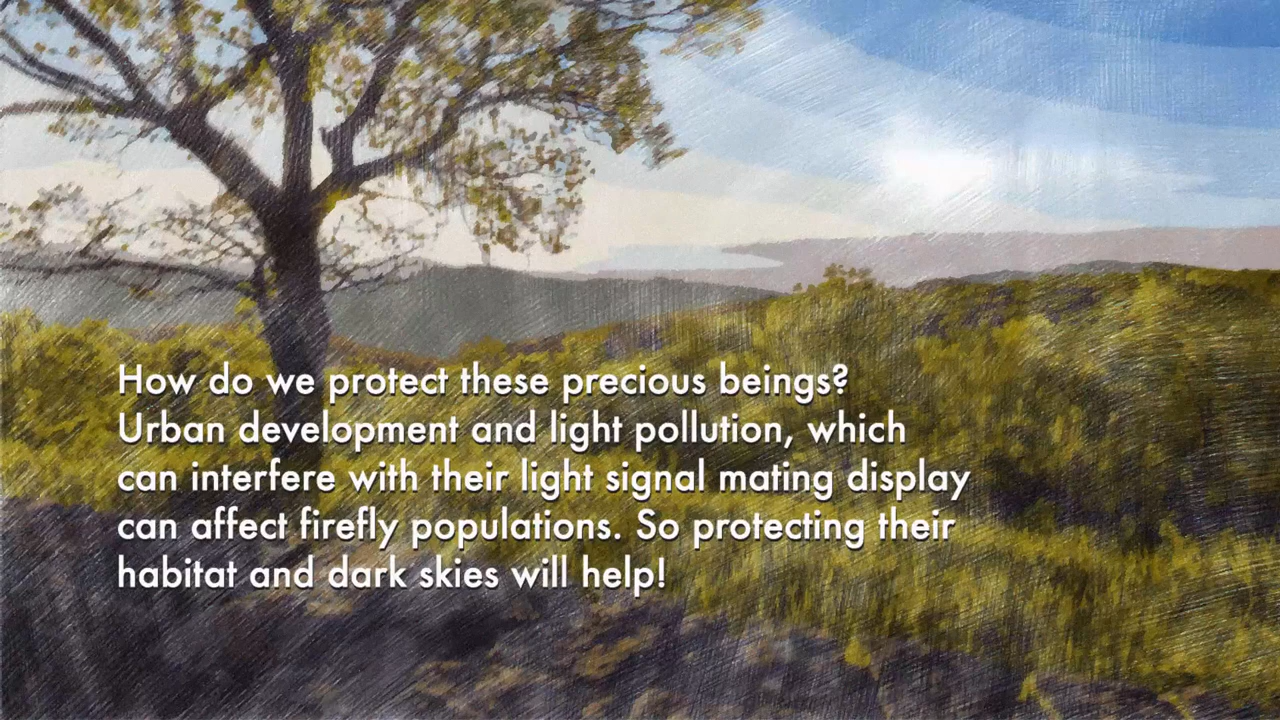 How do we protect these precious beings?
Urban development and light pollution, which
can interfere with their light signal mating display
can affect firefly populations. So protecting their
habitat and dark skies will help!